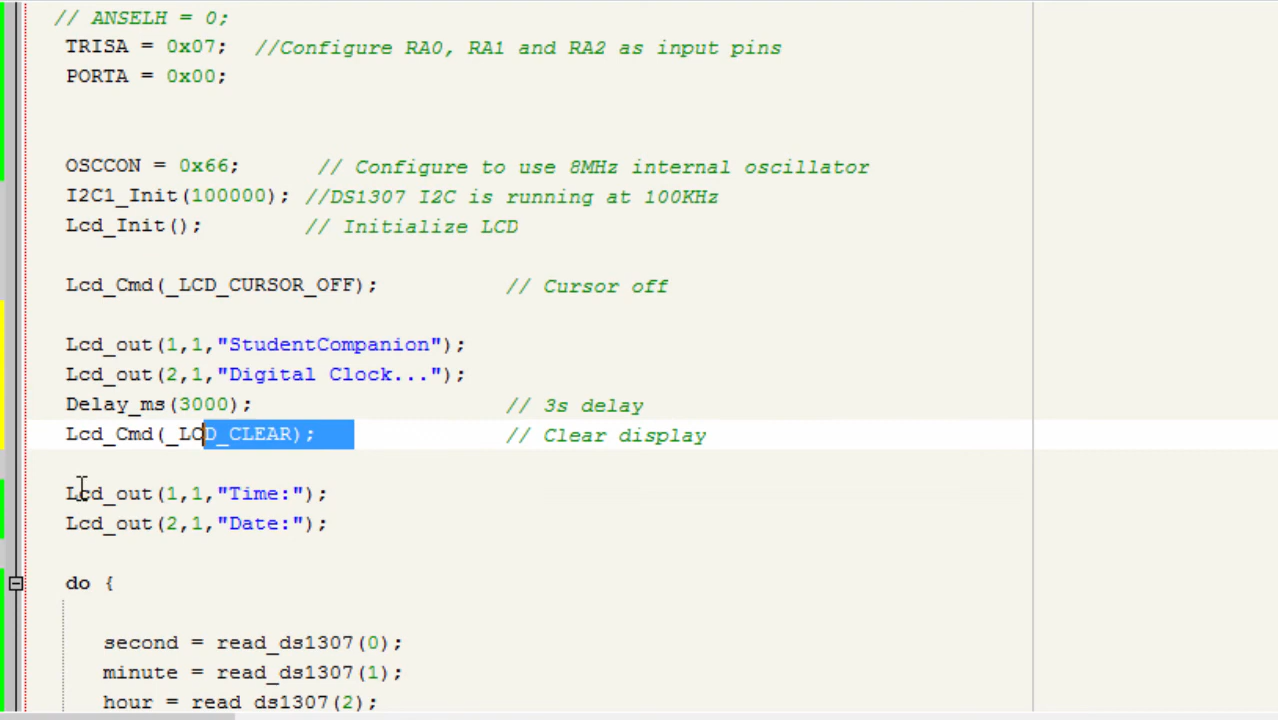 // ANSELH = 0;
TRISA = 0x07; //Configure RA0, RA1 and RA2 as input pins
PORTA = 0x00;
OSCCON = 0x66; // Configure to use 8MHz internal oscillator
I2C1_Init(100000); //DS1307 I2C is running at 100KHz
Lcd_Init(); // Initialize LCD
Lcd_Cmd(_LCD_CURSOR_OFF); // Cursor off
Lcd_out(1,1,"StudentCompanion");
Lcd_out(2,1,"Digital Clock...");
Delay_ms(3000); // 3s delay
Lcd_Cmd(_LCD_CLEAR); // Clear display
Lcd_out(1,1,"Time:");
Lcd_out(2,1,"Date:");
do {
second = read_ds1307(0);
minute = read_ds1307(1);
hour = read_ds1307(2);